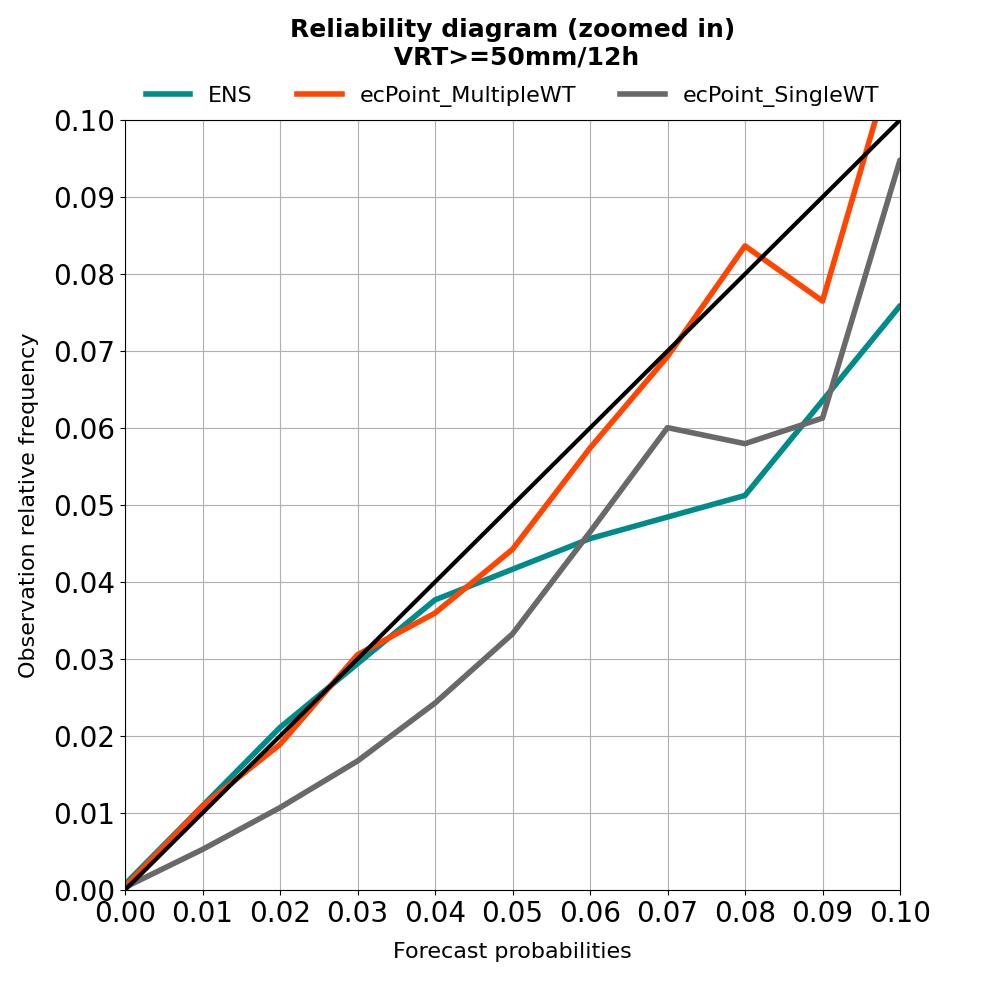 Reliability diagram (zoomed in)
VRT>=50mm/12h
ENS ecPoint_MultipleWT ecPoint_SingleWT
0.10
0.09
0.08
0.07
0.06
0.05
0.04
0.03
0.02
0.01
0.00
Observation relative frequency
0.00 0.01 0.02 0.03 0.04 0.05 0.06 0.07 0.08 0.09 0.10
Forecast probabilities